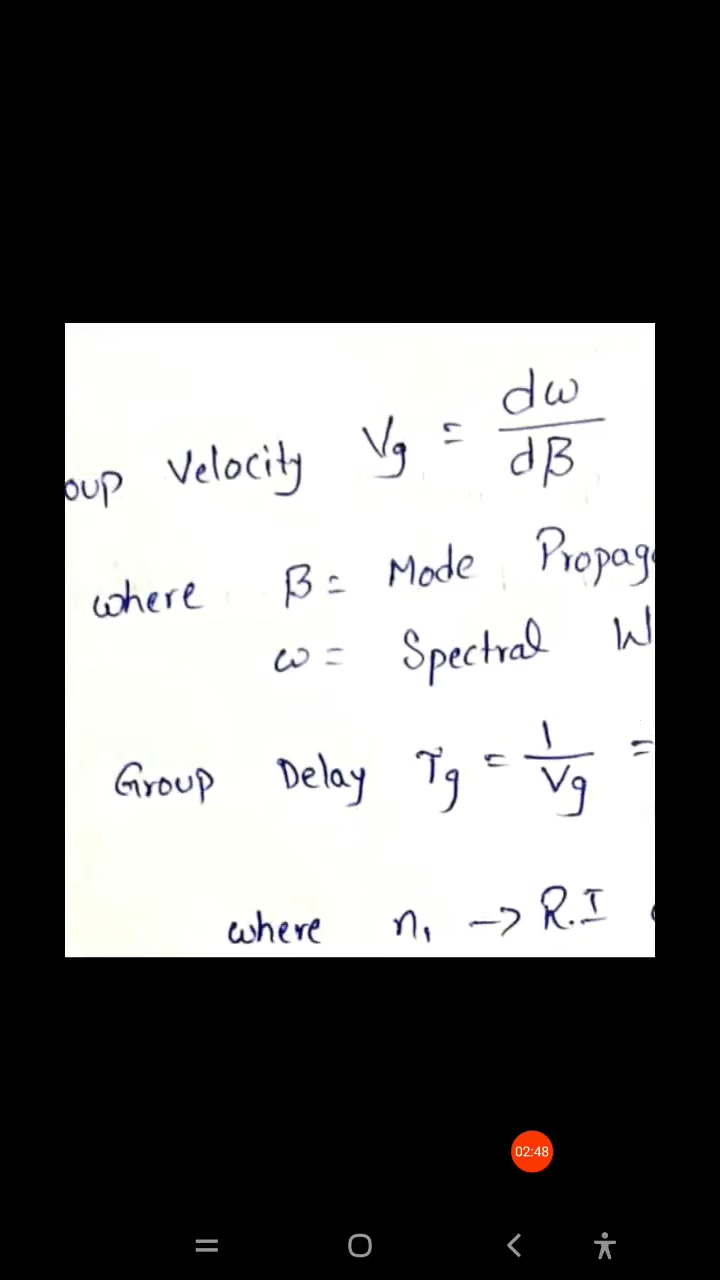 oup Velocity Vg = dω/dβ
where β = Mode Propag
ω = Spectral W
Group Delay Tg = 1/Vg =
where n₁ → R.I
02:48